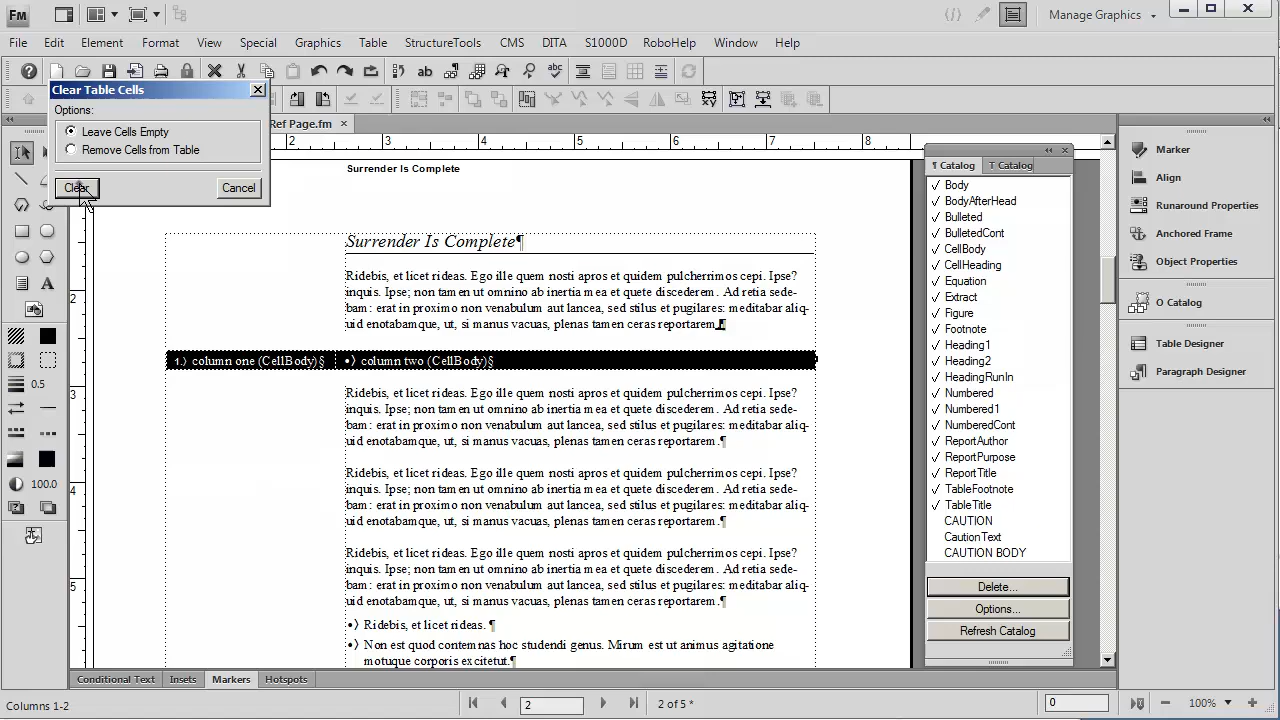 Fm
Manage Graphics
File Edit Element Format View Special Graphics Table StructureTools CMS DITA S1000D RoboHelp Window Help
Clear Table Cells
Options:
Leave Cells Empty
Remove Cells from Table
Clear Cancel
Ref Page.fm
2 3 4 5 6 7 8
Surrender Is Complete
Surrender Is Complete¶
Ridebis, et licet rideas. Ego ille quem nosti apros et quidem pulcherrimos cepi. Ipse?
inquis. Ipse; non tamen ut omnino ab inertia mea et quete discederem. Ad retia sede-
bam: erat in proximo non venabulum aut lancea, sed stilus et pugilares: meditabar aliq-
uid enotabamque, ut, si manus vacuas, plenas tamen ceras reportarem.¶
1.) column one (CellBody)§ •) column two (CellBody)§
Ridebis, et licet rideas. Ego ille quem nosti apros et quidem pulcherrimos cepi. Ipse?
inquis. Ipse; non tamen ut omnino ab inertia mea et quete discederem. Ad retia sede-
bam: erat in proximo non venabulum aut lancea, sed stilus et pugilares: meditabar aliq-
uid enotabamque, ut, si manus vacuas, plenas tamen ceras reportarem.¶
Ridebis, et licet rideas. Ego ille quem nosti apros et quidem pulcherrimos cepi. Ipse?
inquis. Ipse; non tamen ut omnino ab inertia mea et quete discederem. Ad retia sede-
bam: erat in proximo non venabulum aut lancea, sed stilus et pugilares: meditabar aliq-
uid enotabamque, ut, si manus vacuas, plenas tamen ceras reportarem.¶
Ridebis, et licet rideas. Ego ille quem nosti apros et quidem pulcherrimos cepi. Ipse?
inquis. Ipse; non tamen ut omnino ab inertia mea et quete discederem. Ad retia sede-
bam: erat in proximo non venabulum aut lancea, sed stilus et pugilares: meditabar aliq-
uid enotabamque, ut, si manus vacuas, plenas tamen ceras reportarem.¶
•) Ridebis, et licet rideas. ¶
•) Non est quod contemnas hoc studendi genus. Mirum est ut animus agitatione
motuque corporis excitetur.¶
2
3
4
5
0.5
100.0
¶ Catalog T Catalog
Body
BodyAfterHead
Bulleted
BulletedCont
CellBody
CellHeading
Equation
Extract
Figure
Footnote
Heading1
Heading2
HeadingRunIn
Numbered
Numbered1
NumberedCont
ReportAuthor
ReportPurpose
ReportTitle
TableFootnote
TableTitle
CAUTION
CautionText
CAUTION BODY
Delete...
Options...
Refresh Catalog
Marker
Align
Runaround Properties
Anchored Frame
Object Properties
O Catalog
Table Designer
Paragraph Designer
Conditional Text Insets Markers Hotspots
Columns 1-2
2
2 of 5 *
0
100%